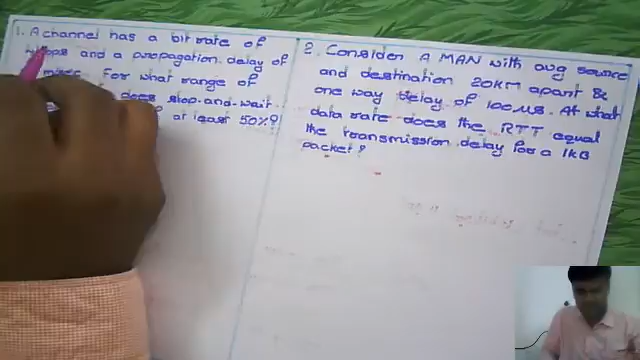 1. A channel has a bit rate of
and a propagation delay of
For what range of
does stop-and-wait
at least 50%?
2. Consider A MAN with avg source
and destination 20KM apart &
one way delay of 100us. At what
data rate does the RTT equal
the transmission delay for a 1KB
packet?